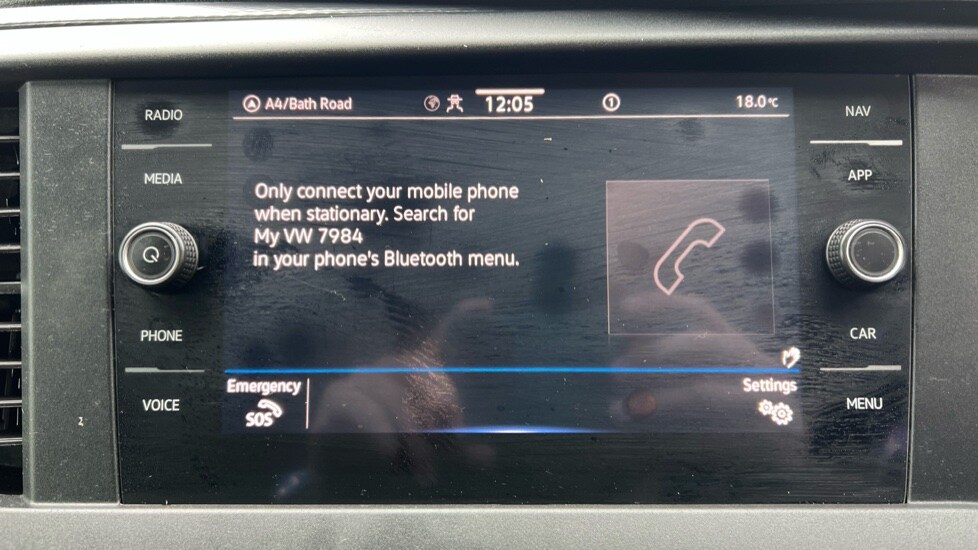 RADIO
MEDIA
PHONE
VOICE
A4/Bath Road
12:05
1
18.0°C
Only connect your mobile phone
when stationary. Search for
My VW 7984
in your phone's Bluetooth menu.
Emergency
SOS
Settings
NAV
APP
CAR
MENU